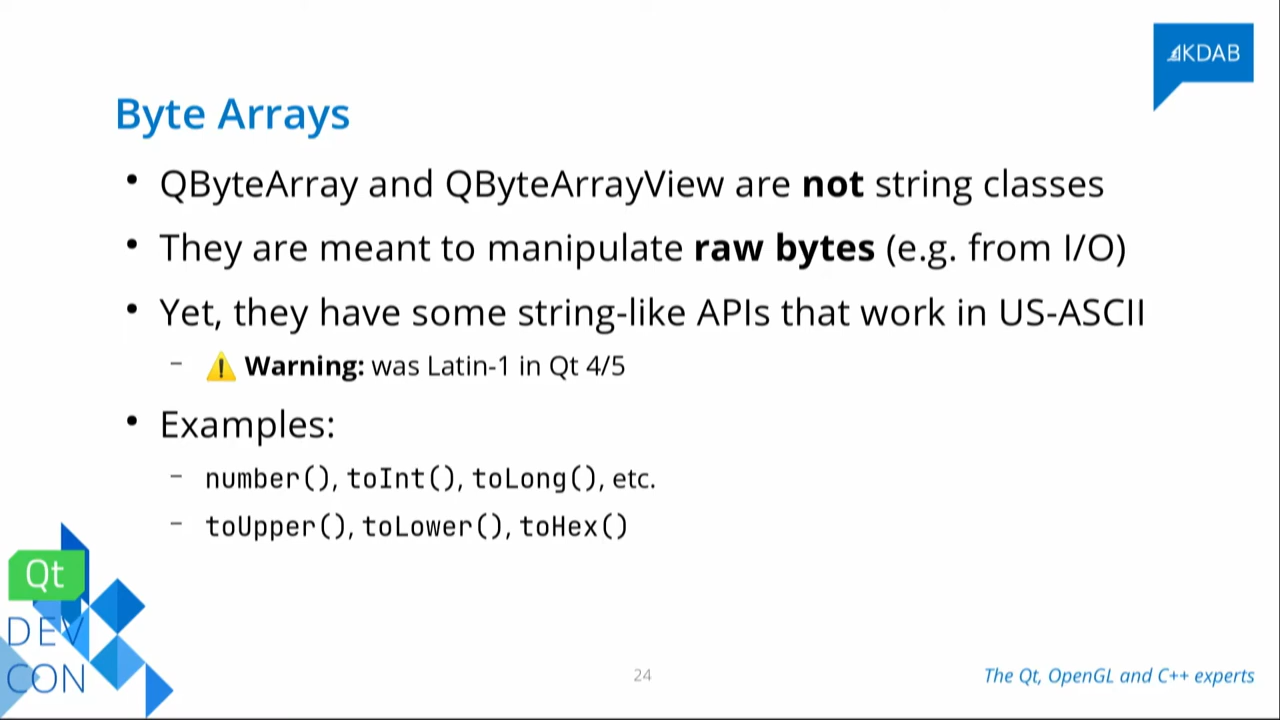 KDAB
Byte Arrays
• QByteArray and QByteArrayView are not string classes
• They are meant to manipulate raw bytes (e.g. from I/O)
• Yet, they have some string-like APIs that work in US-ASCII
– ⚠️ Warning: was Latin-1 in Qt 4/5
• Examples:
– number(), toInt(), toLong(), etc.
– toUpper(), toLower(), toHex()
Qt
DEV
CON
24
The Qt, OpenGL and C++ experts